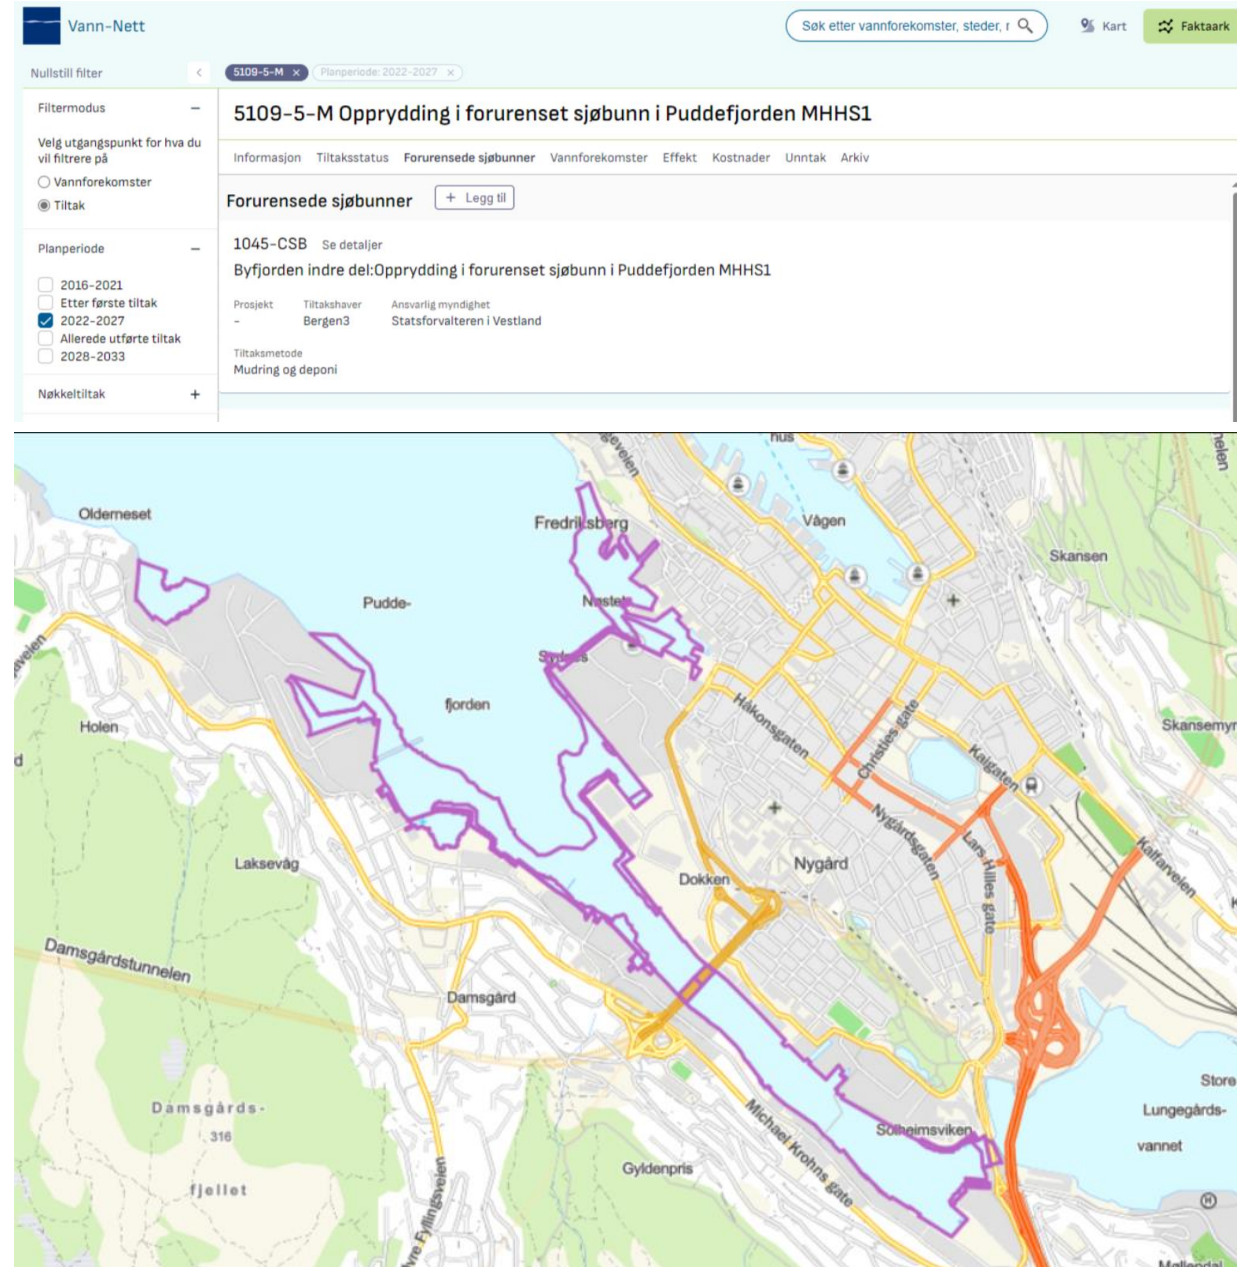 Vann-Nett
Søk etter vannforekomster, steder, r
Kart
Faktaark
Nullstill filter
5109-5-M ×
Planperiode: 2022-2027 ×
Filtermodus
Velg utgangspunkt for hva du
vil filtrere på
Vannforekomster
Tiltak
Planperiode
2016-2021
Etter første tiltak
2022-2027
Allerede utførte tiltak
2028-2033
Nøkkeltiltak
5109-5-M Opprydding i forurenset sjøbunn i Puddefjorden MHHS1
Informasjon Tiltaksstatus Forurensede sjøbunner Vannforekomster Effekt Kostnader Unntak Arkiv
Forurensede sjøbunner
+ Legg til
1045-CSB Se detaljer
Byfjorden indre del:Opprydding i forurenset sjøbunn i Puddefjorden MHHS1
Prosjekt Tiltakshaver Ansvarlig myndighet
- Bergen3 Statsforvalteren i Vestland
Tiltaksmetode
Mudring og deponi
hus
Olderneset
Fredriksberg
Vågen
Skansen
Pudde-
Nøstet
Sydnes
fjorden
Holen
Håkonsgaten
Christies gate
Kaigaten
Skansemyr
Nygårdsgaten
Lars Hilles gate
Kalfarveien
Laksevåg
Nygård
Dokken
Damsgårdstunnelen
Damsgård
Damsgårds-
316
fjellet
Michael Krohns gate
Solheimsviken
Gyldenpris
Store
Lungegårds-
vannet
H
Møllendal